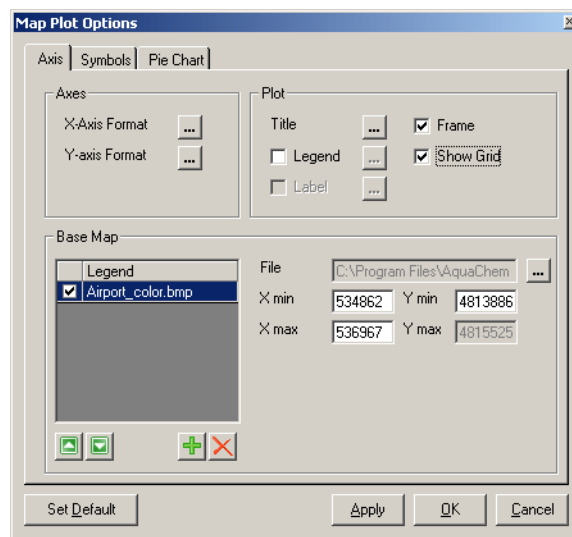 Map Plot Options
Axis Symbols Pie Chart
Axes
X-Axis Format ...
Y-axis Format ...
Plot
Title ... Frame
Legend ... Show Grid
Label ...
Base Map
Legend
Airport_color.bmp
File C:\Program Files\AquaChem ...
X min 534862 Y min 4813886
X max 536967 Y max 4815525
Set Default Apply OK Cancel